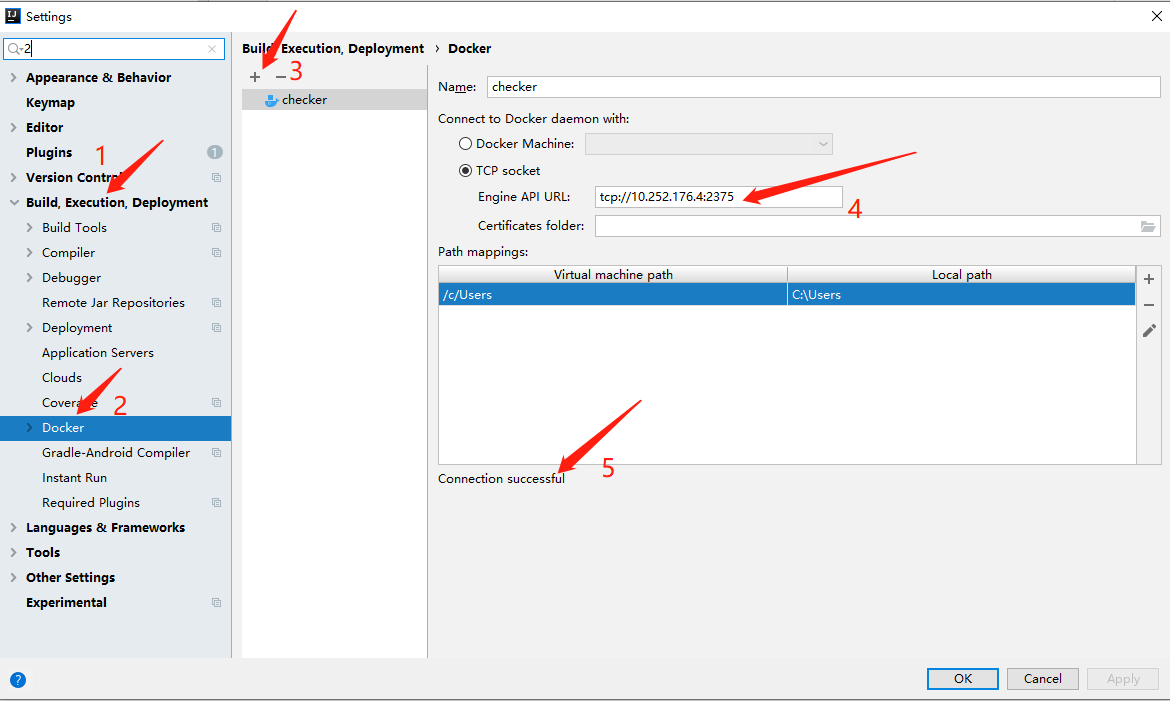 Settings
2
Appearance & Behavior
Keymap
Editor
Plugins 1
1
Version Control
Build, Execution, Deployment
Build Tools
Compiler
Debugger
Remote Jar Repositories
Deployment
Application Servers
Clouds
Coverage
2
Docker
Gradle-Android Compiler
Instant Run
Required Plugins
Languages & Frameworks
Tools
Other Settings
Experimental
Build, Execution, Deployment › Docker
3
checker
Name: checker
Connect to Docker daemon with:
Docker Machine:
TCP socket
Engine API URL: tcp://10.252.176.4:2375
4
Certificates folder:
Path mappings:
Virtual machine path Local path
/c/Users C:\Users
Connection successful
5
? OK Cancel Apply